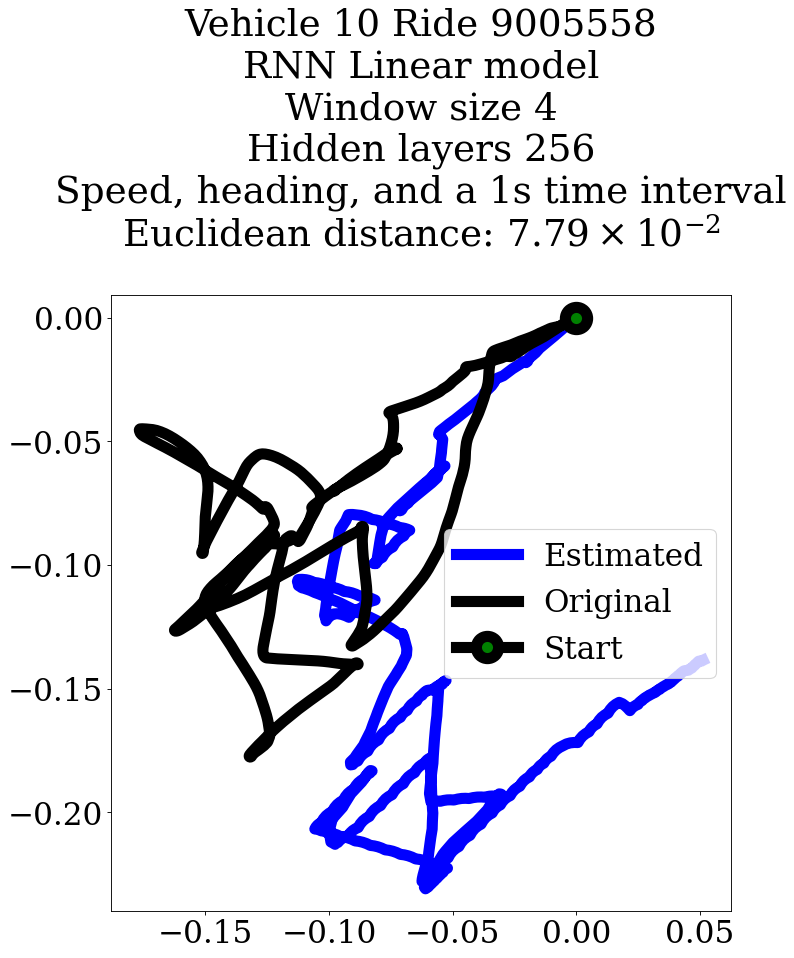 Vehicle 10 Ride 9005558
RNN Linear model
Window size 4
Hidden layers 256
Speed, heading, and a 1s time interval
Euclidean distance: 7.79 × 10⁻²
0.00
−0.05
−0.10
−0.15
−0.20
Estimated
Original
Start
−0.15 −0.10 −0.05 0.00 0.05